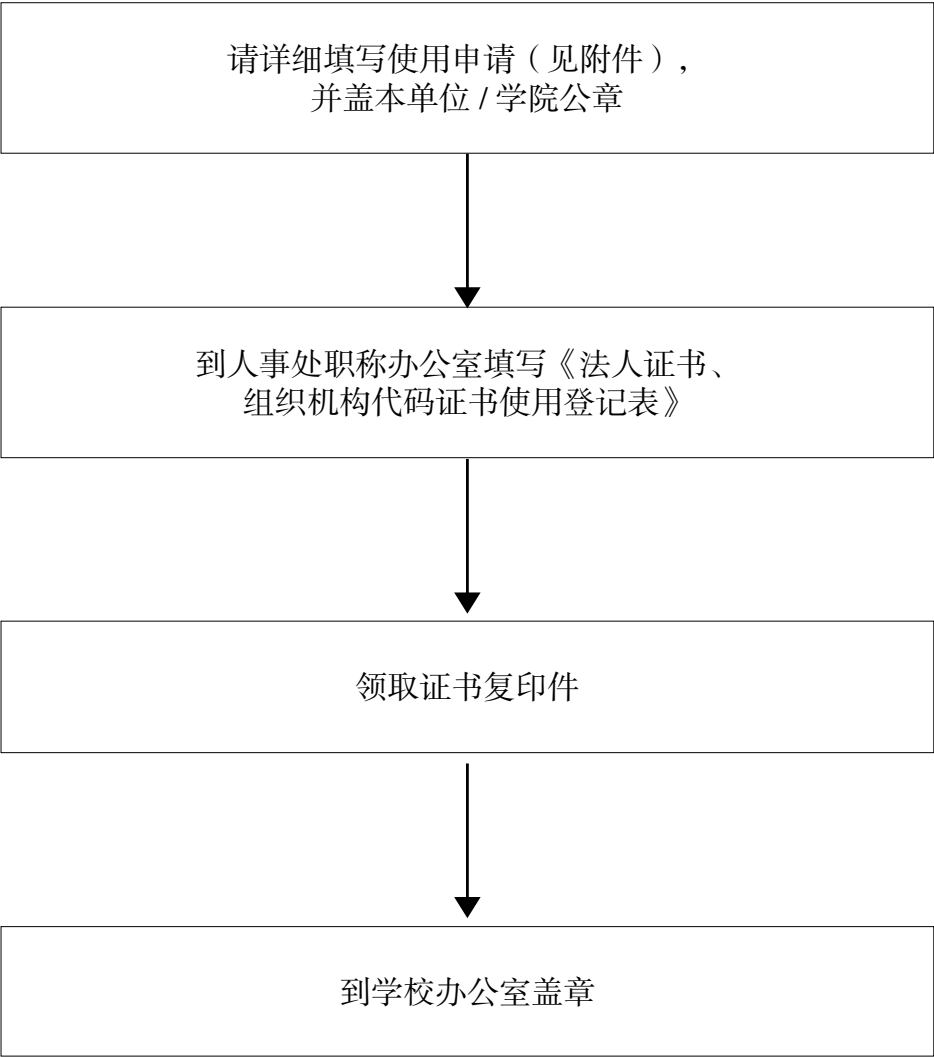 请详细填写使用申请（见附件），
并盖本单位 / 学院公章
到人事处职称办公室填写《法人证书、
组织机构代码证书使用登记表》
领取证书复印件
到学校办公室盖章